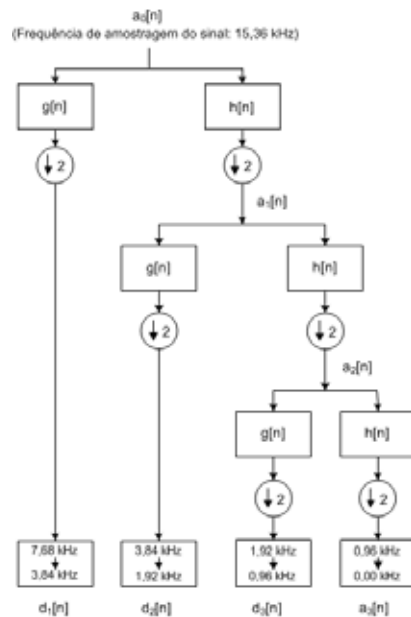 a₀[n]
(Frequência de amostragem do sinal: 15,36 kHz)
g[n] h[n]
↓ 2 ↓ 2
a₁[n]
g[n] h[n]
↓ 2 ↓ 2
a₂[n]
g[n] h[n]
↓ 2 ↓ 2
7,68 kHz 3,84 kHz 1,92 kHz 0,96 kHz
3,84 kHz 1,92 kHz 0,96 kHz 0,00 kHz
d₁[n] d₂[n] d₃[n] a₃[n]